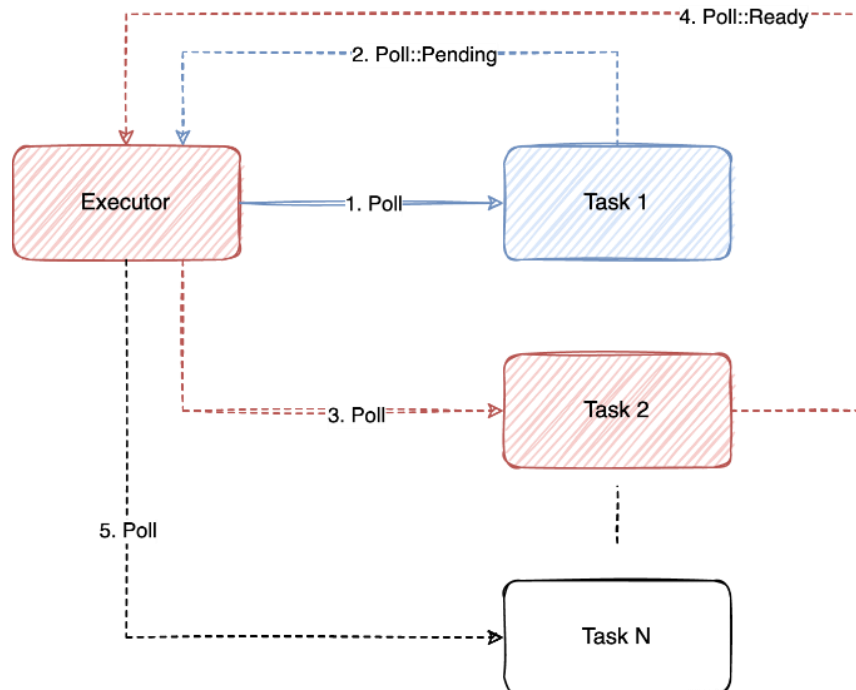 4. Poll::Ready
2. Poll::Pending
Executor
1. Poll
Task 1
3. Poll
Task 2
5. Poll
Task N